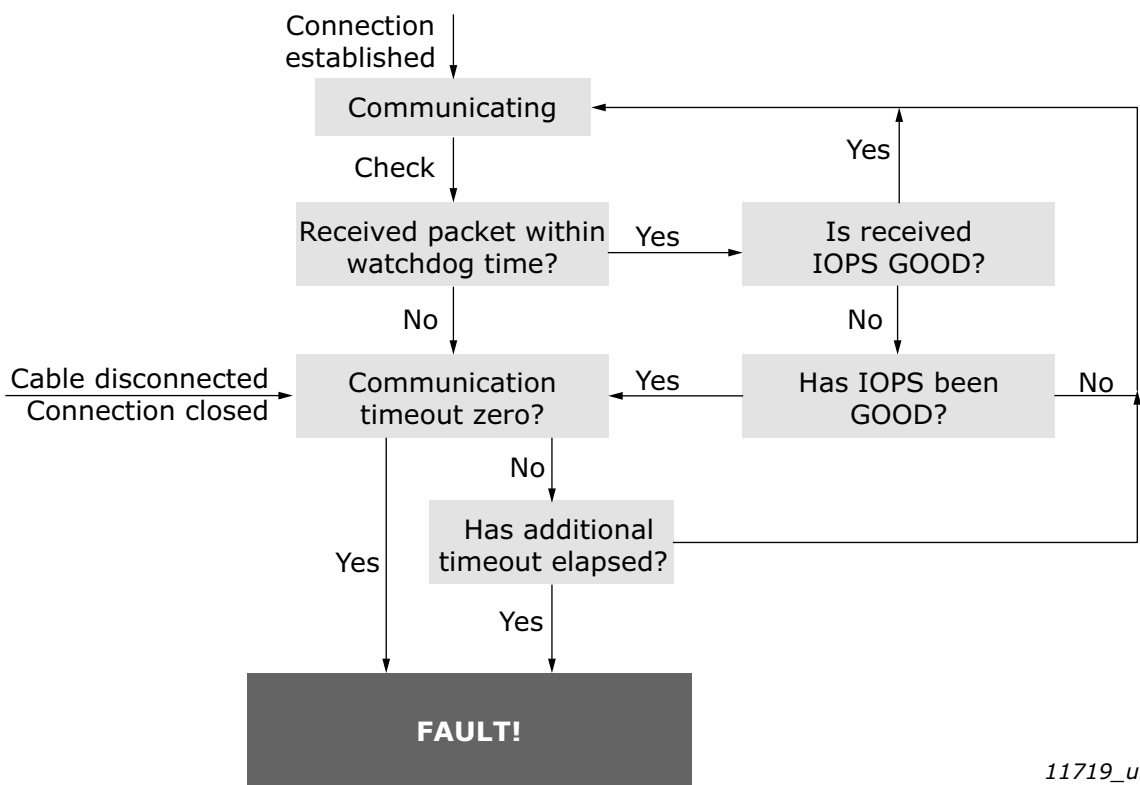 Connection
established
Communicating
Check
Yes
Received packet within
watchdog time?
Yes
Is received
IOPS GOOD?
No
No
Cable disconnected
Connection closed
Communication
timeout zero?
Yes
Has IOPS been
GOOD?
No
No
Has additional
timeout elapsed?
Yes
Yes
FAULT!
11719_u